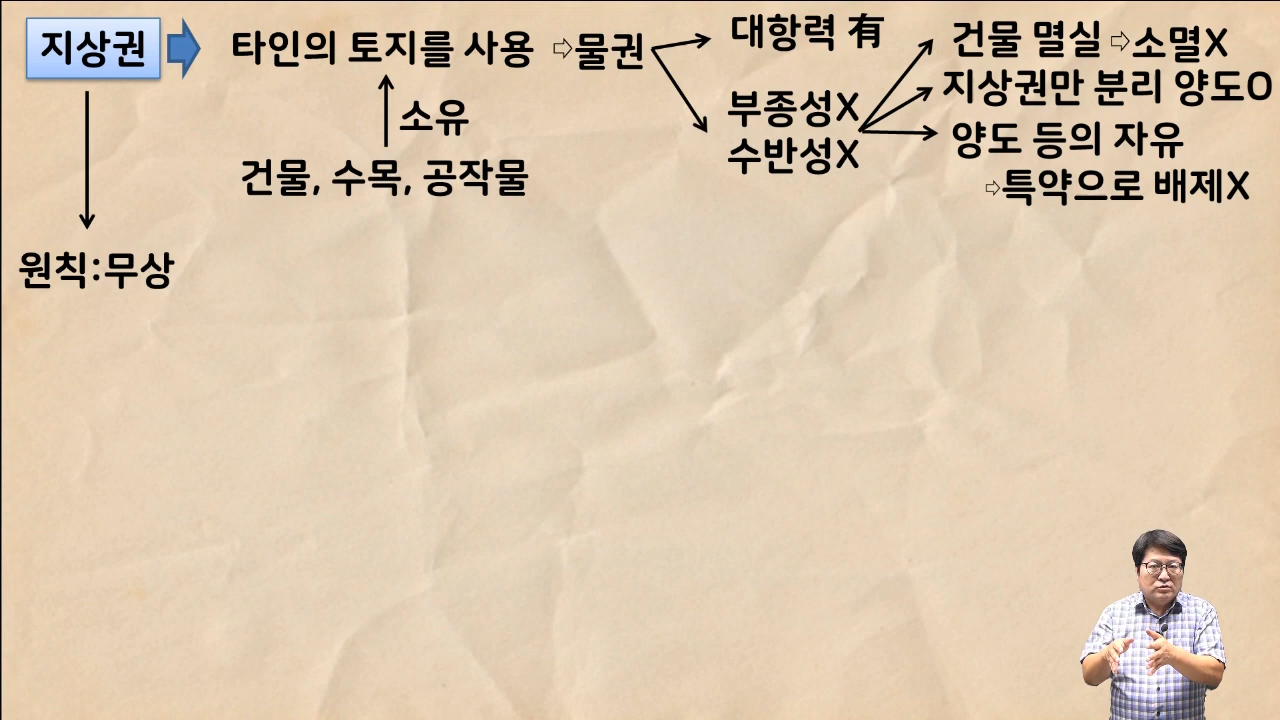 지상권
타인의 토지를 사용 ⇨물권
소유
건물, 수목, 공작물
원칙:무상
대항력 有
부종성X
수반성X
건물 멸실 ⇨소멸X
지상권만 분리 양도O
양도 등의 자유
⇨특약으로 배제X